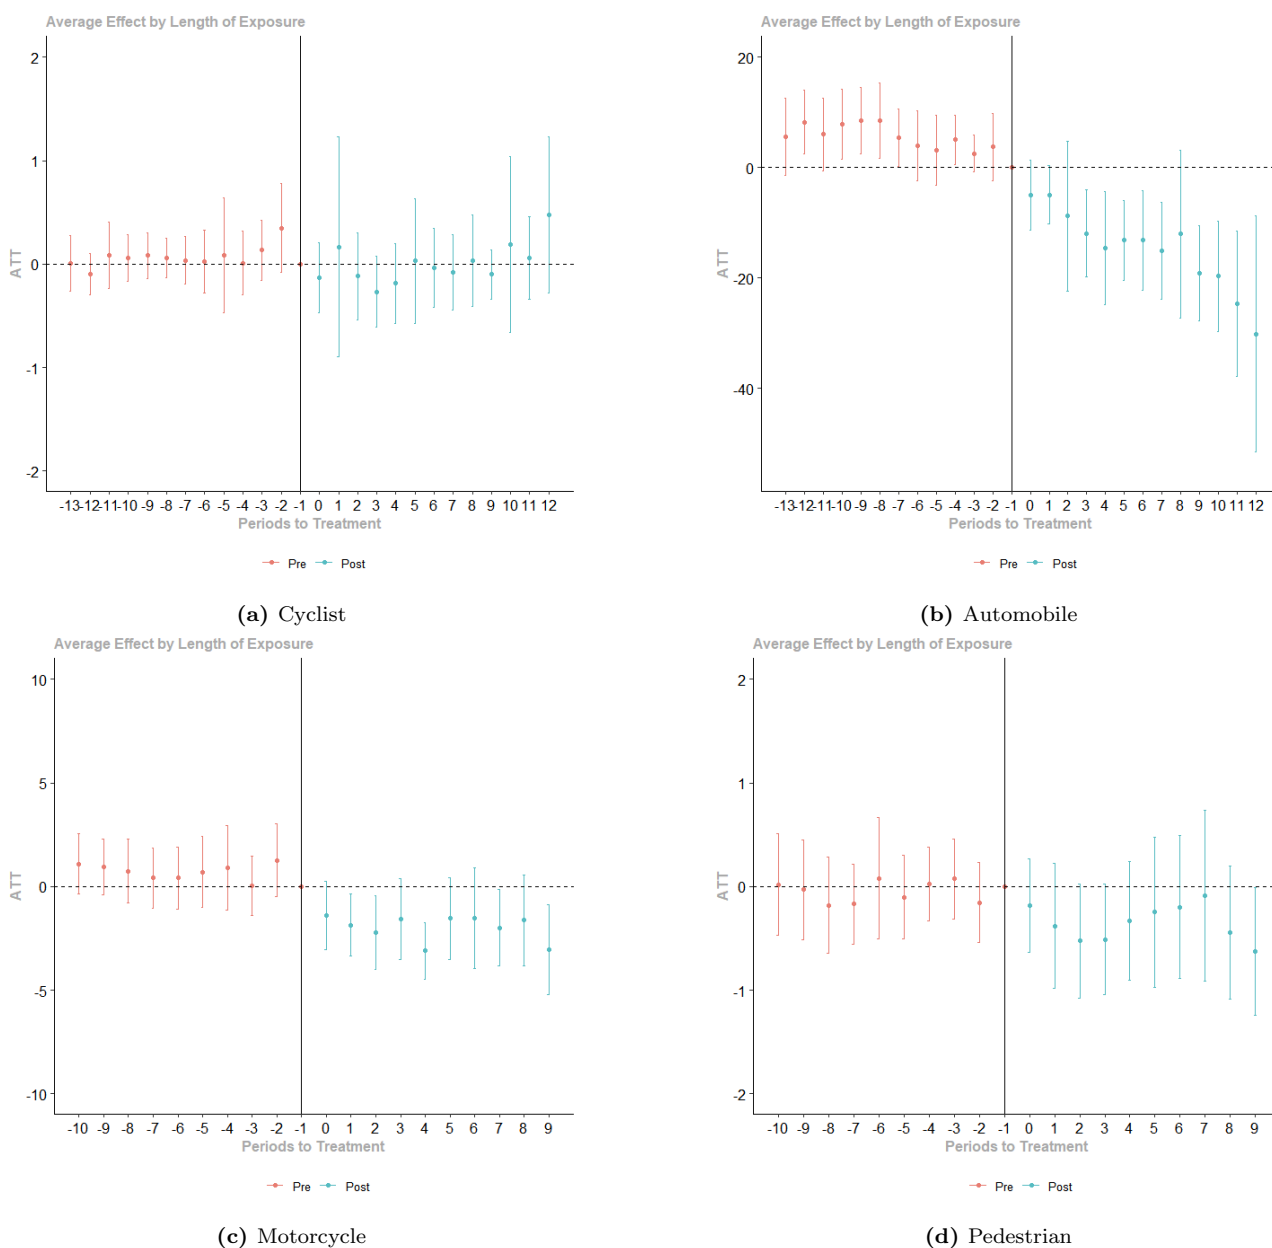 Average Effect by Length of Exposure
2
1
0
-1
-2
ATT
-13 -12 -11 -10 -9 -8 -7 -6 -5 -4 -3 -2 -1 0 1 2 3 4 5 6 7 8 9 10 11 12
Periods to Treatment
Pre Post
(a) Cyclist
Average Effect by Length of Exposure
20
0
-20
-40
ATT
-13 -12 -11 -10 -9 -8 -7 -6 -5 -4 -3 -2 -1 0 1 2 3 4 5 6 7 8 9 10 11 12
Periods to Treatment
Pre Post
(b) Automobile
Average Effect by Length of Exposure
10
5
0
-5
-10
ATT
-10 -9 -8 -7 -6 -5 -4 -3 -2 -1 0 1 2 3 4 5 6 7 8 9
Periods to Treatment
Pre Post
(c) Motorcycle
Average Effect by Length of Exposure
2
1
0
-1
-2
ATT
-10 -9 -8 -7 -6 -5 -4 -3 -2 -1 0 1 2 3 4 5 6 7 8 9
Periods to Treatment
Pre Post
(d) Pedestrian